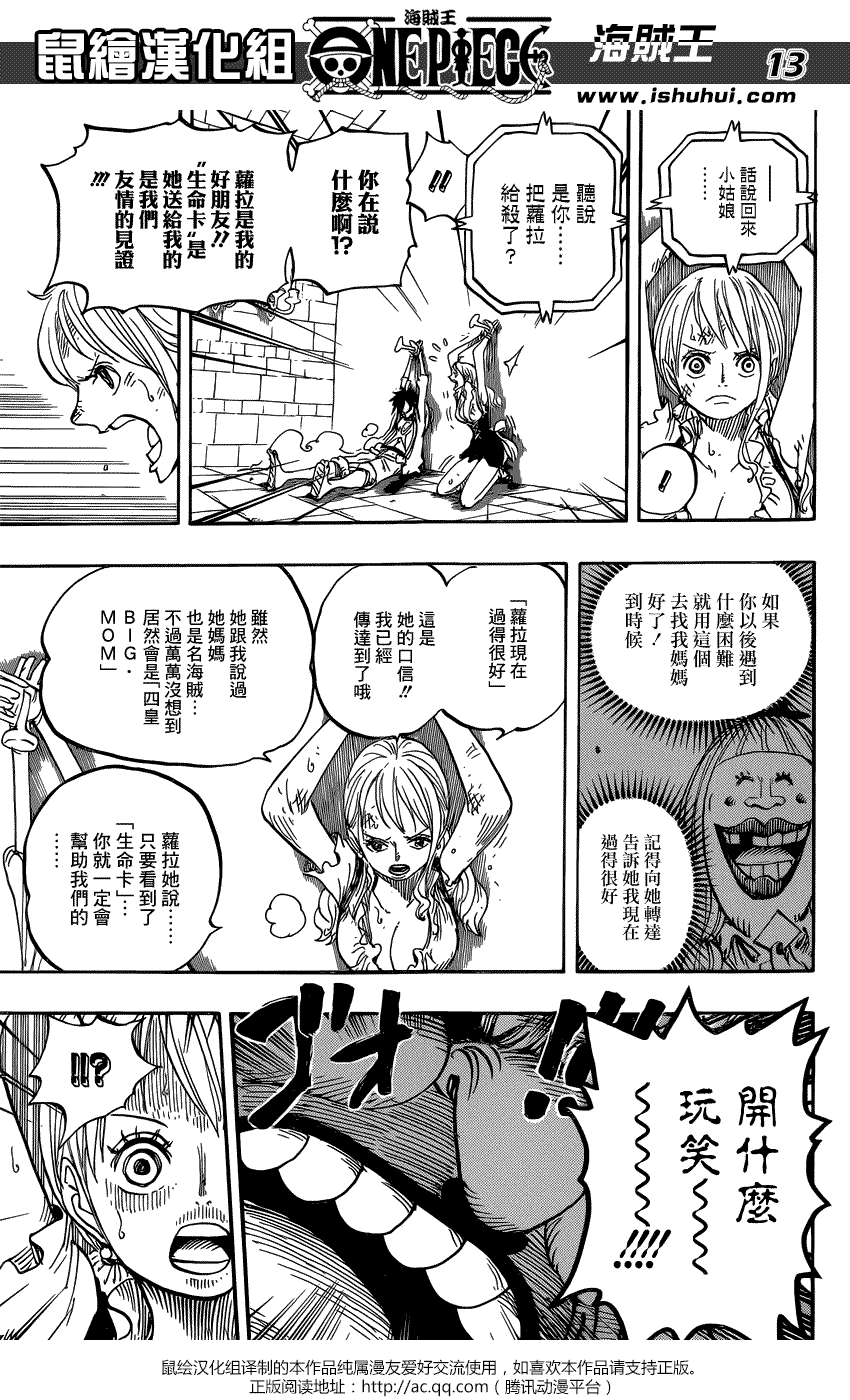 鼠繪漢化組
海賊王
ONE PIECE
海賊王
www.ishuhui.com
13
——
話說回來
小姑娘
……
!
聽說
是你……
把蘿拉
給殺了？
!!
你在說
什麼啊!?
蘿拉是我的
好朋友!!
“生命卡”是
她送給我的
是我們
友情的見證
!!!
如果
你以後遇到
什麼困難
就用這個
去找我媽媽
好了！
到時候
記得向她轉達
告訴她我現在
過得很好
「蘿拉現在
過得很好」
這是
她的口信!!
我已經
傳達到了哦
雖然
她跟我說過
她媽媽
也是名海賊…
不過萬萬沒想到
居然會是「四皇
BIG·
MOM」
蘿拉她說……
只要看到了
「生命卡」…
你就一定會
幫助我們的
……
開什麼
玩笑
!!!!
ブオ
!!?
鼠绘汉化组译制的本作品纯属漫友爱好交流使用，如喜欢本作品请支持正版。
正版阅读地址：http://ac.qq.com（腾讯动漫平台）